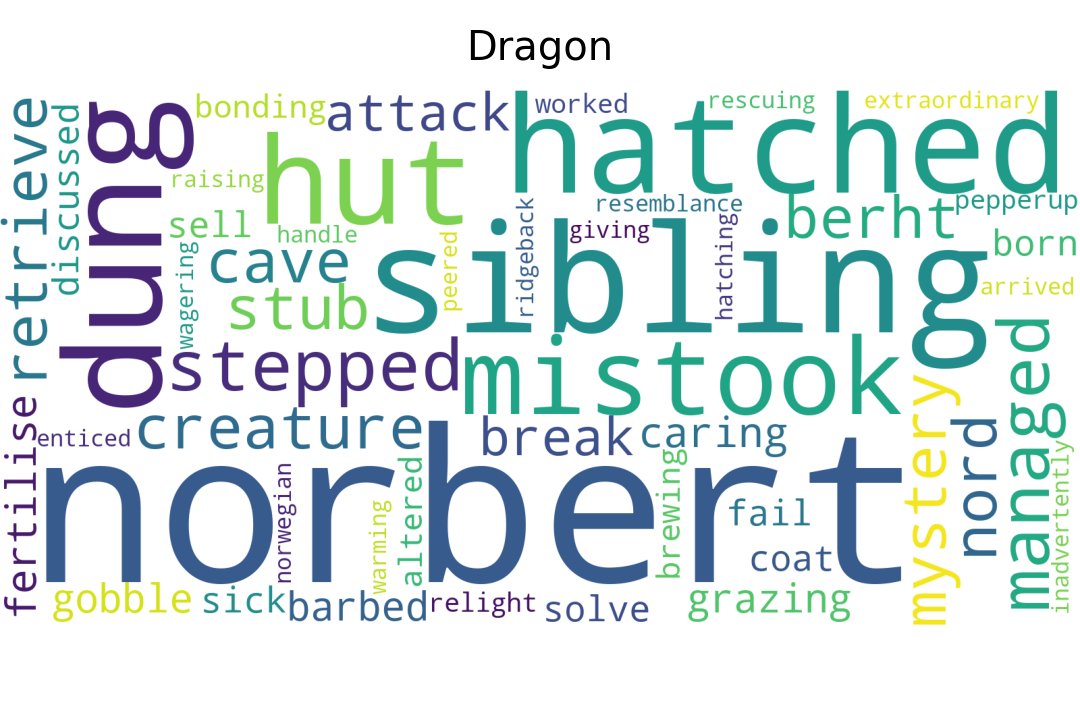 Dragon
retrieve
discussed
dung
bonding
attack
hatched
worked
rescuing
extraordinary
hut
raising
sell
handle
wagering
cave
stub
peered
ridgeback
resemblance
giving
hatching
sibling
berht
pepperup
born
arrived
stepped
mistook
managed
mystery
nord
inadvertently
fertilise
enticed
creature
break
caring
norbert
norwegian
warming
altered
brewing
fail
coat
gobble
sick
barbed
relight
solve
grazing